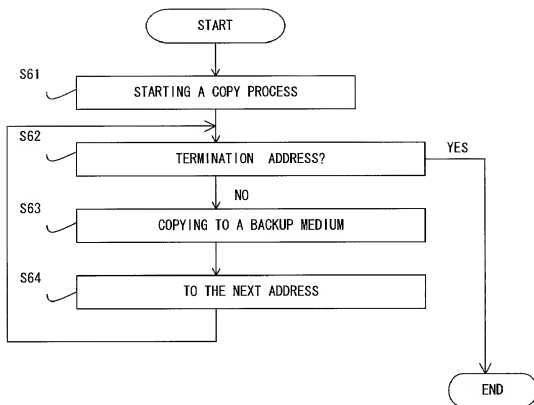 START
S61
STARTING A COPY PROCESS
S62
TERMINATION ADDRESS?
YES
NO
S63
COPYING TO A BACKUP MEDIUM
S64
TO THE NEXT ADDRESS
END